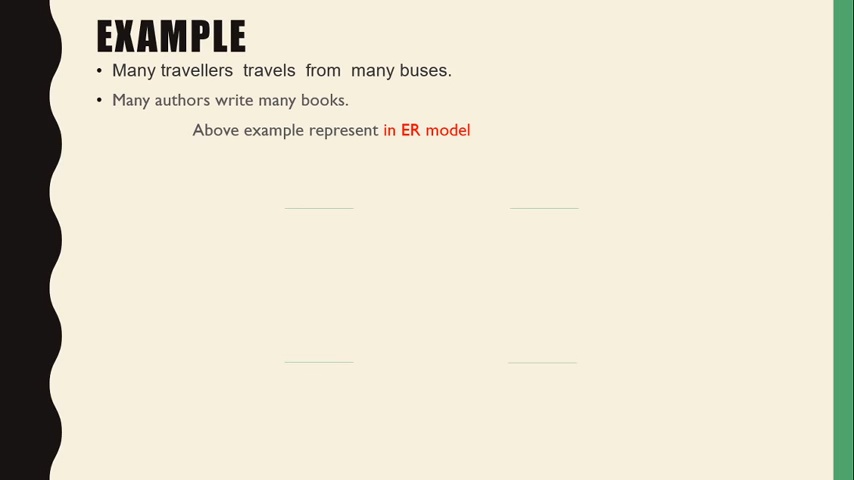 EXAMPLE
• Many travellers travels from many buses.
• Many authors write many books.
Above example represent in ER model